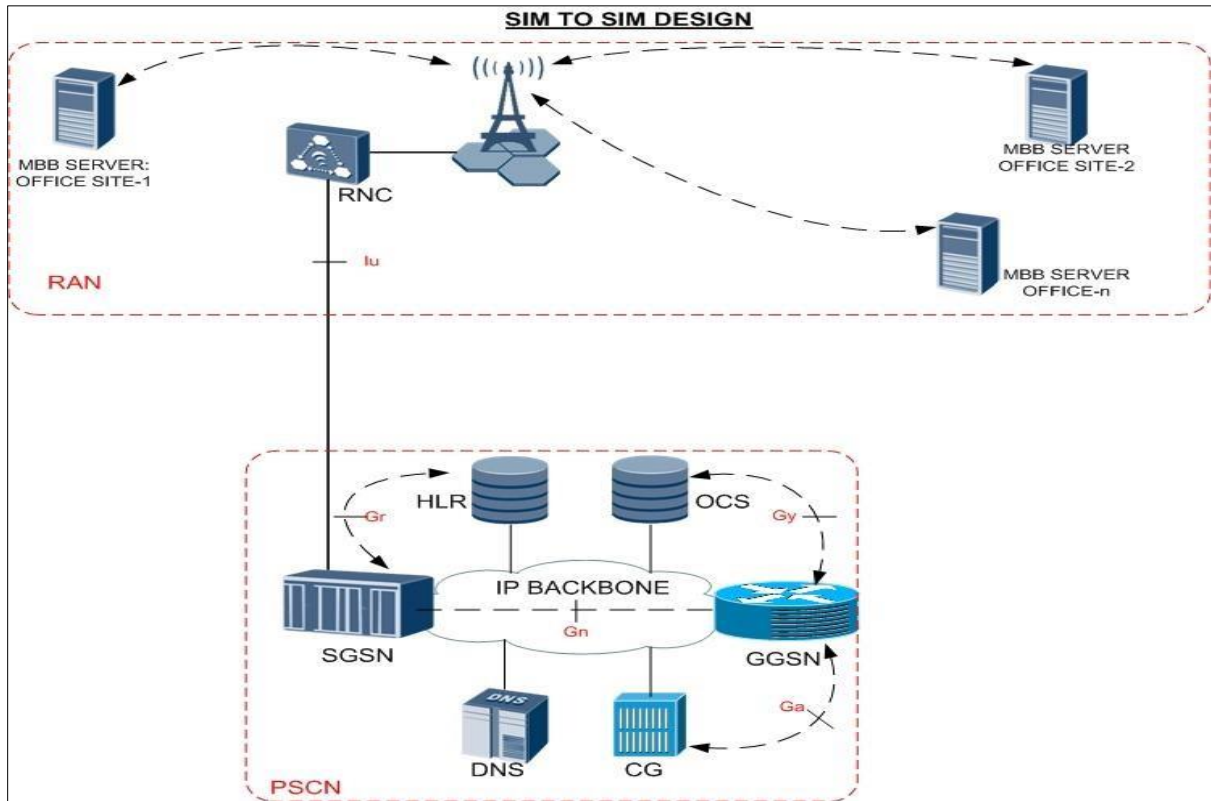 SIM TO SIM DESIGN
MBB SERVER:
OFFICE SITE-1
RNC
MBB SERVER
OFFICE SITE-2
MBB SERVER
OFFICE-n
RAN
Iu
HLR
OCS
Gr
Gy
IP BACKBONE
Gn
SGSN
GGSN
DNS
Ga
DNS
CG
PSCN